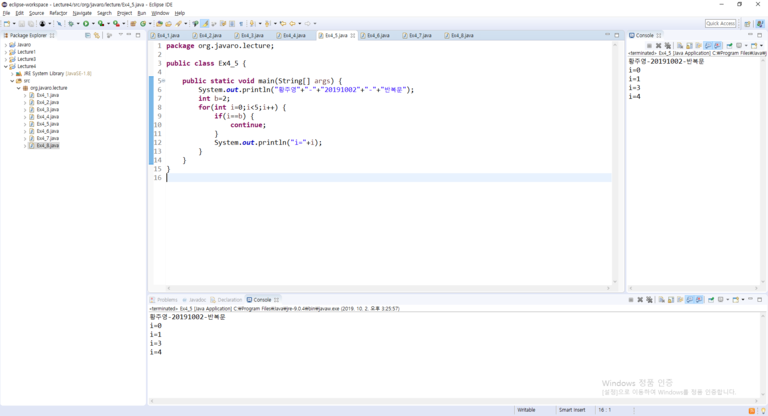 eclipse-workspace - Lecture4/src/org/javaro/lecture/Ex4_5.java - Eclipse IDE
File Edit Source Refactor Navigate Search Project Run Window Help
Quick Access
Package Explorer
Javaro
Lecture1
Lecture3
Lecture4
JRE System Library [JavaSE-1.8]
src
org.javaro.lecture
Ex4_1.java
Ex4_2.java
Ex4_3.java
Ex4_4.java
Ex4_5.java
Ex4_6.java
Ex4_7.java
Ex4_8.java
Ex4_1.java Ex4_2.java Ex4_3.java Ex4_4.java Ex4_5.java Ex4_6.java Ex4_7.java Ex4_8.java
1 package org.javaro.lecture;
2
3 public class Ex4_5 {
4
5 public static void main(String[] args) {
6 System.out.println("황주영"+"-"+"20191002"+"-"+"반복문");
7 int b=2;
8 for(int i=0;i<5;i++) {
9 if(i==b) {
10 continue;
11 }
12 System.out.println("i="+i);
13 }
14 }
15 }
16
Console
<terminated> Ex4_5 [Java Application] C:₩Program Files₩Java₩j
황주영-20191002-반복문
i=0
i=1
i=3
i=4
Problems Javadoc Declaration Console
<terminated> Ex4_5 [Java Application] C:₩Program Files₩Java₩jre-9.0.4₩bin₩javaw.exe (2019. 10. 2. 오후 3:25:57)
황주영-20191002-반복문
i=0
i=1
i=3
i=4
Windows 정품 인증
[설정]으로 이동하여 Windows를 정품 인증합니다.
Writable Smart Insert 16 : 1